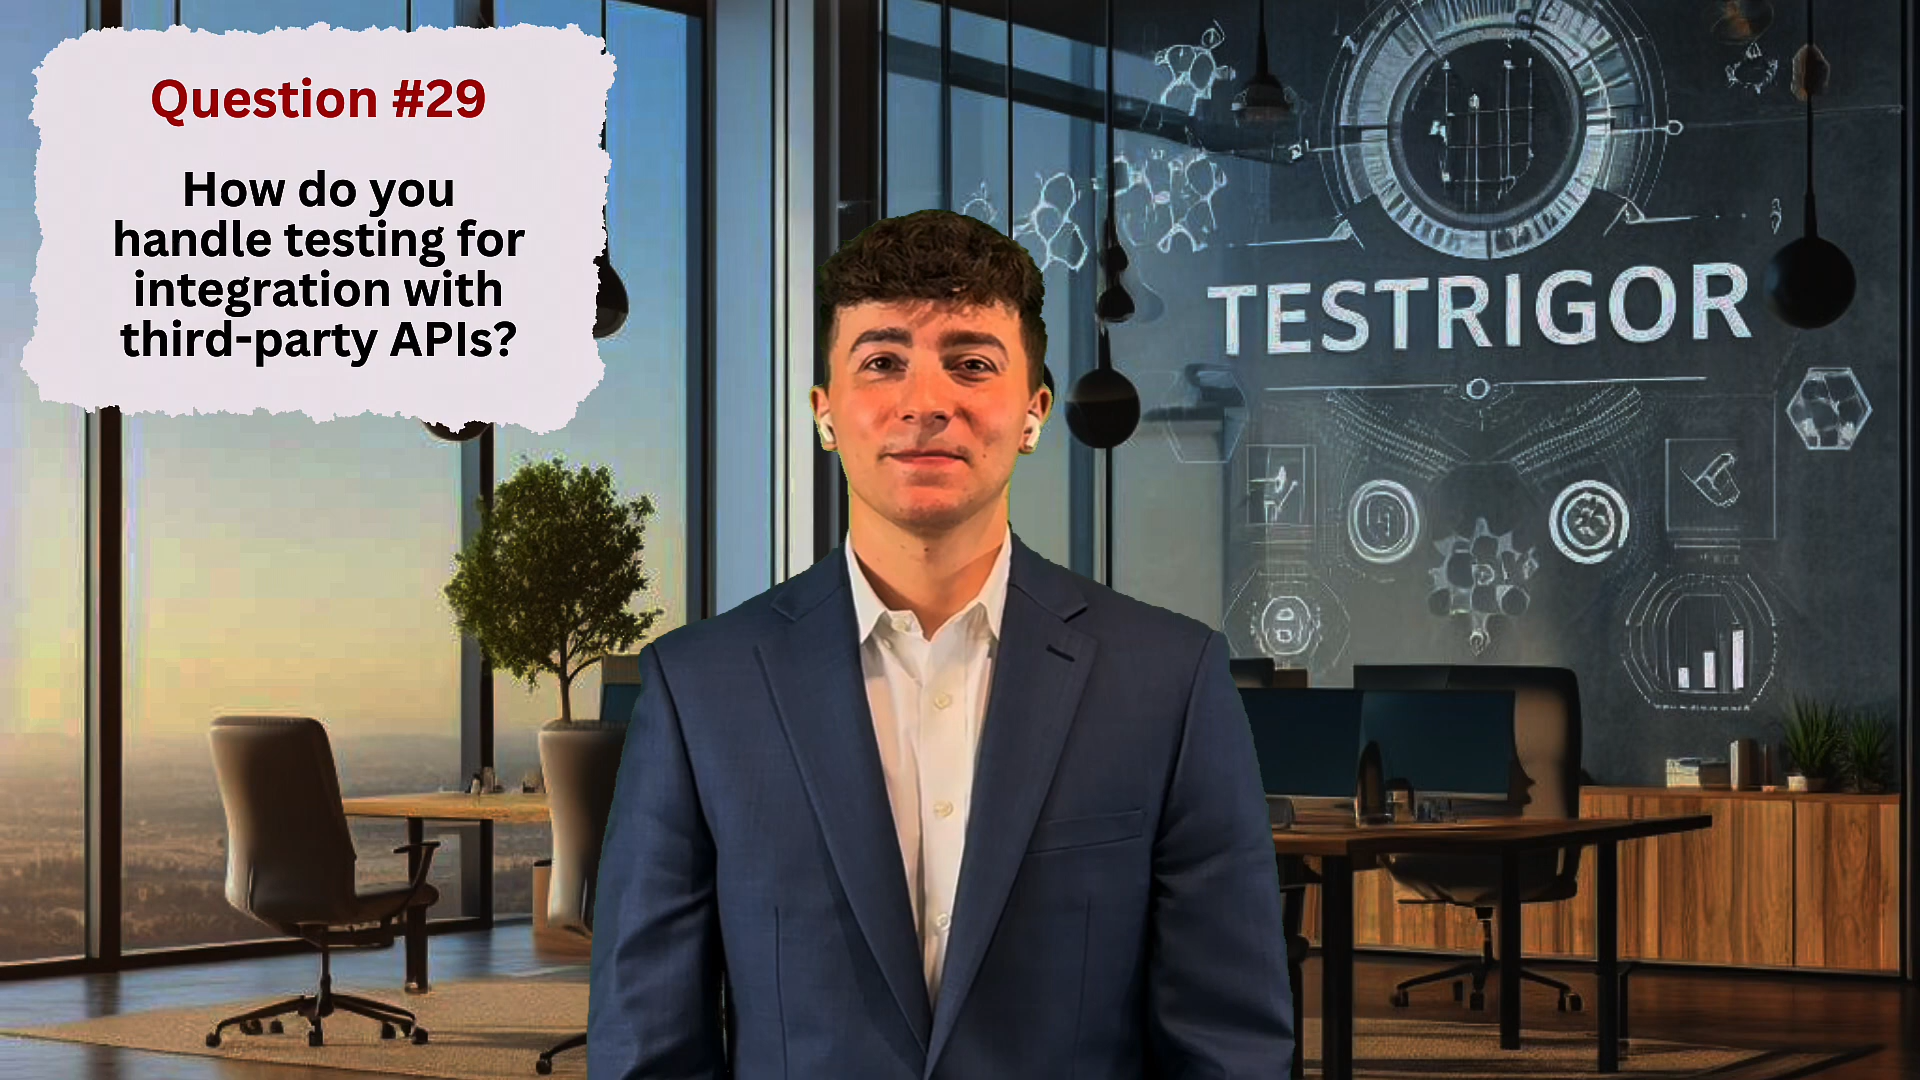 Question #29
How do you
handle testing for
integration with
third-party APIs?
TESTRIGOR